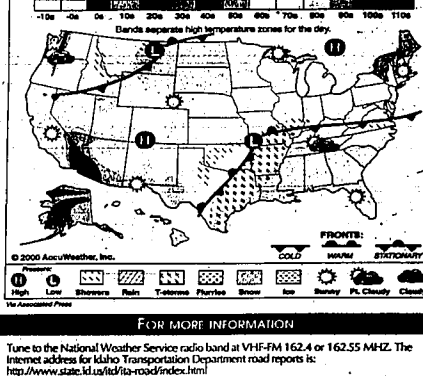 -10s -0s 0s 10s 20s 30s 40s 50s 60s 70s 80s 90s 100s 110s
Bands separate high temperature zones for the day.
L
H
H
L
© 2000 AccuWeather, Inc.
FRONTS:
COLD WARM STATIONARY
Pressure:
H L
High Low Showers Rain T-storms Flurries Snow Ice Sunny Pt. Cloudy Cloudy
Via Associated Press
FOR MORE INFORMATION
Tune to the National Weather Service radio band at VHF-FM 162.4 or 162.55 MHZ. The
Internet address for Idaho Transportation Department road reports is:
http://www.state.id.us/itd/ita-road/index.html